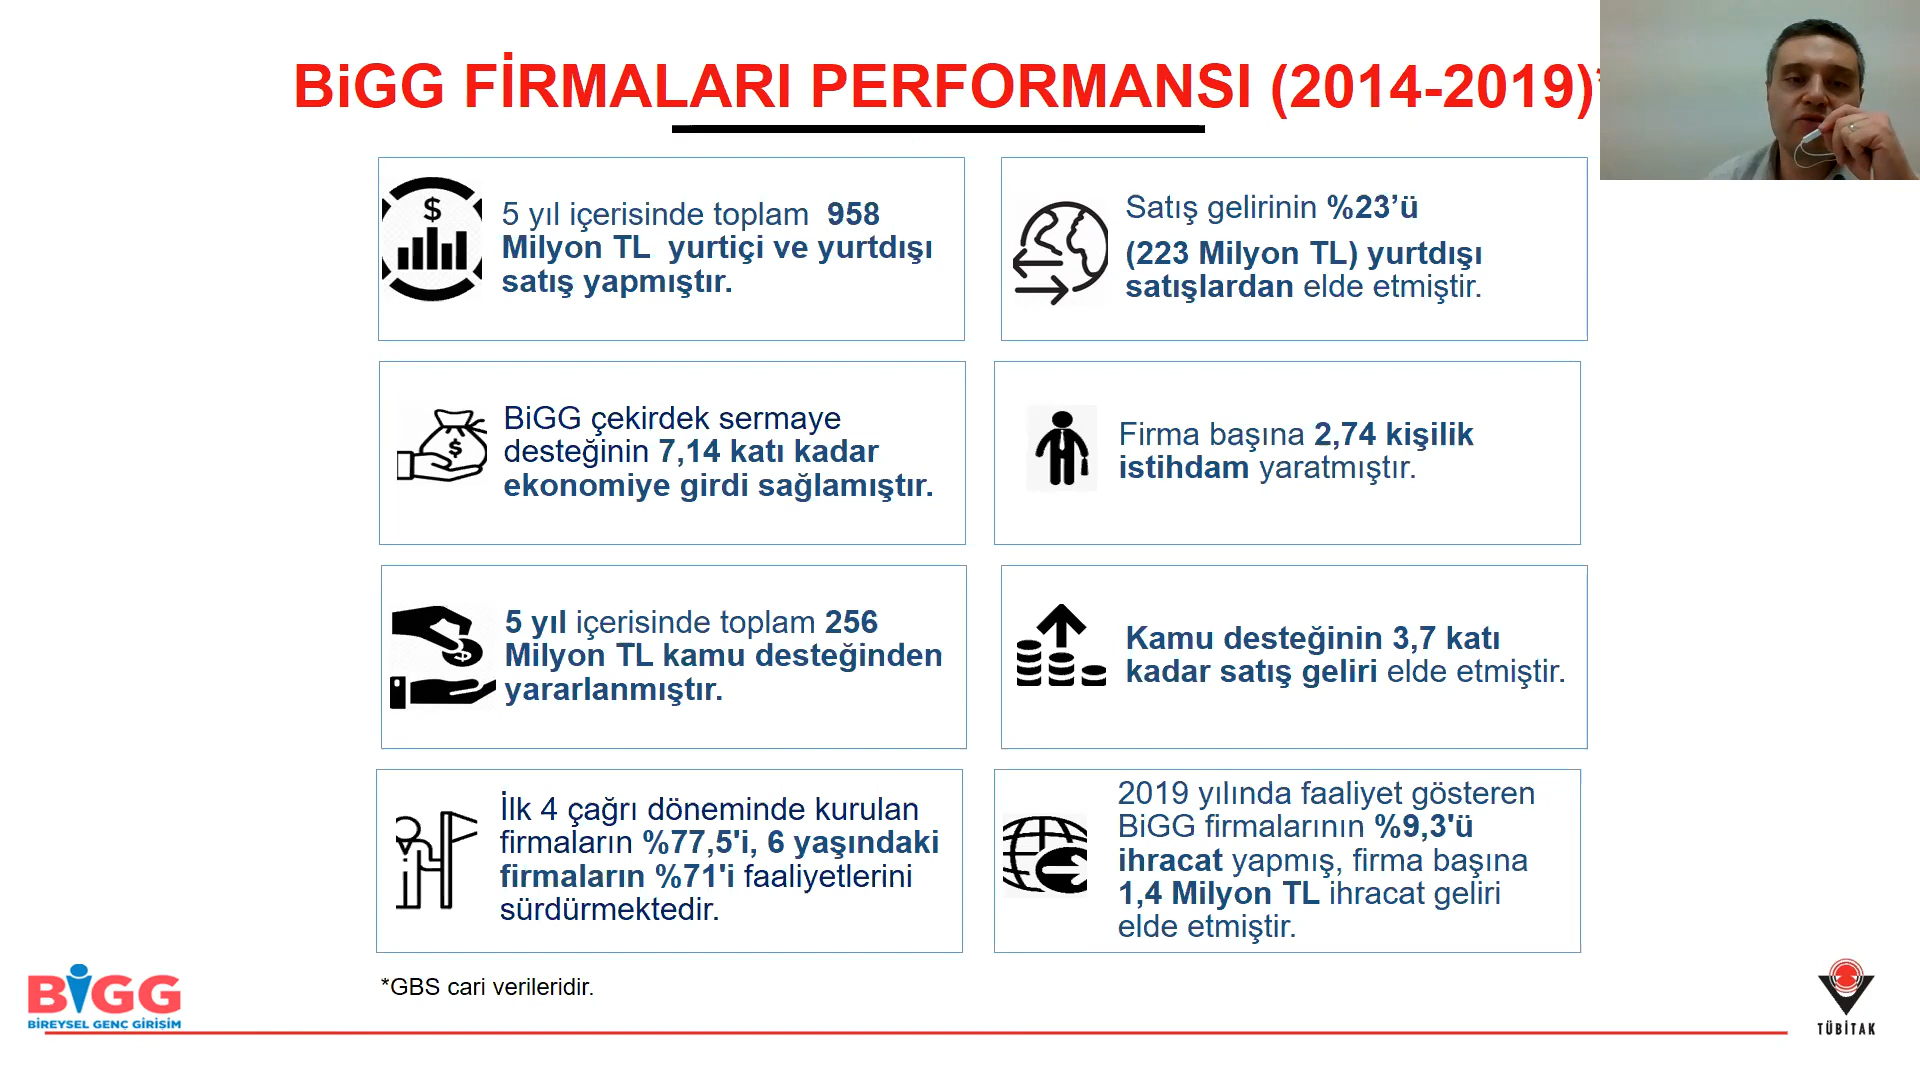 BiGG FİRMALARI PERFORMANSI (2014-2019)*
5 yıl içerisinde toplam 958
Milyon TL yurtiçi ve yurtdışı
satış yapmıştır.
Satış gelirinin %23’ü
(223 Milyon TL) yurtdışı
satışlardan elde etmiştir.
BiGG çekirdek sermaye
desteğinin 7,14 katı kadar
ekonomiye girdi sağlamıştır.
Firma başına 2,74 kişilik
istihdam yaratmıştır.
5 yıl içerisinde toplam 256
Milyon TL kamu desteğinden
yararlanmıştır.
Kamu desteğinin 3,7 katı
kadar satış geliri elde etmiştir.
İlk 4 çağrı döneminde kurulan
firmaların %77,5'i, 6 yaşındaki
firmaların %71'i faaliyetlerini
sürdürmektedir.
2019 yılında faaliyet gösteren
BiGG firmalarının %9,3'ü
ihracat yapmış, firma başına
1,4 Milyon TL ihracat geliri
elde etmiştir.
*GBS cari verileridir.
BiGG
BİREYSEL GENÇ GİRİŞİM
TÜBİTAK